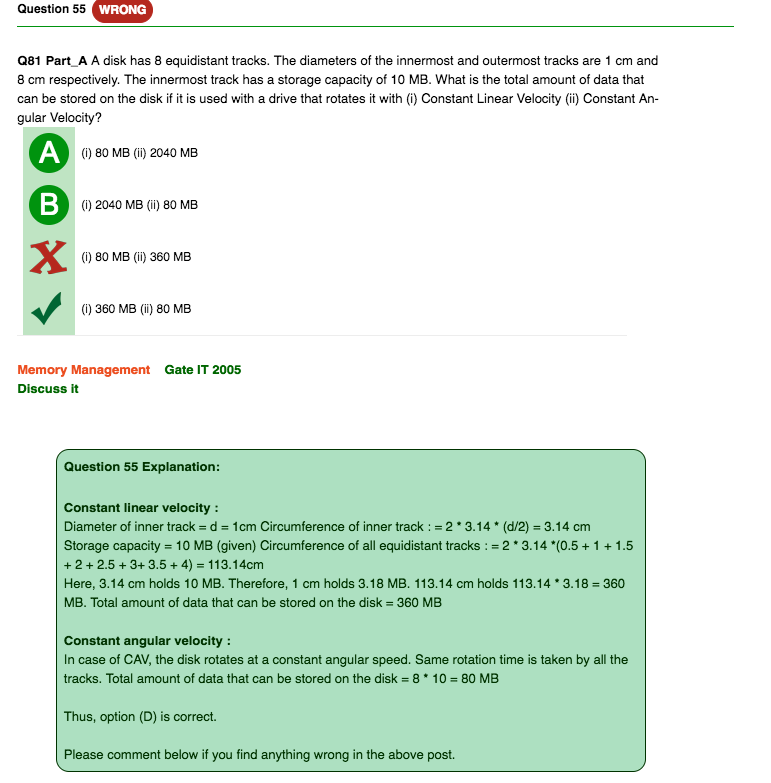 Question 55 WRONG
Q81 Part_A A disk has 8 equidistant tracks. The diameters of the innermost and outermost tracks are 1 cm and
8 cm respectively. The innermost track has a storage capacity of 10 MB. What is the total amount of data that
can be stored on the disk if it is used with a drive that rotates it with (i) Constant Linear Velocity (ii) Constant An-
gular Velocity?
A (i) 80 MB (ii) 2040 MB
B (i) 2040 MB (ii) 80 MB
X (i) 80 MB (ii) 360 MB
(i) 360 MB (ii) 80 MB
Memory Management Gate IT 2005
Discuss it
Question 55 Explanation:
Constant linear velocity :
Diameter of inner track = d = 1cm Circumference of inner track : = 2 * 3.14 * (d/2) = 3.14 cm
Storage capacity = 10 MB (given) Circumference of all equidistant tracks : = 2 * 3.14 *(0.5 + 1 + 1.5
+ 2 + 2.5 + 3+ 3.5 + 4) = 113.14cm
Here, 3.14 cm holds 10 MB. Therefore, 1 cm holds 3.18 MB. 113.14 cm holds 113.14 * 3.18 = 360
MB. Total amount of data that can be stored on the disk = 360 MB
Constant angular velocity :
In case of CAV, the disk rotates at a constant angular speed. Same rotation time is taken by all the
tracks. Total amount of data that can be stored on the disk = 8 * 10 = 80 MB
Thus, option (D) is correct.
Please comment below if you find anything wrong in the above post.